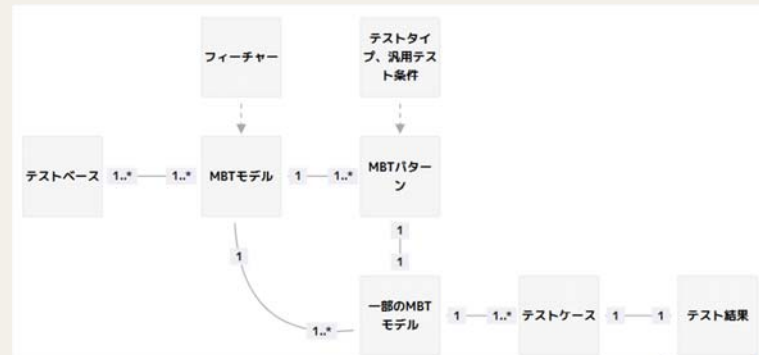 フィーチャー
テストタイ
プ、汎用テス
ト条件
テストベース
1..*
1..*
MBTモデル
1
1..*
MBTパター
ン
1
1
1
1..*
一部のMBT
モデル
1
1..*
テストケース
1
1
テスト結果